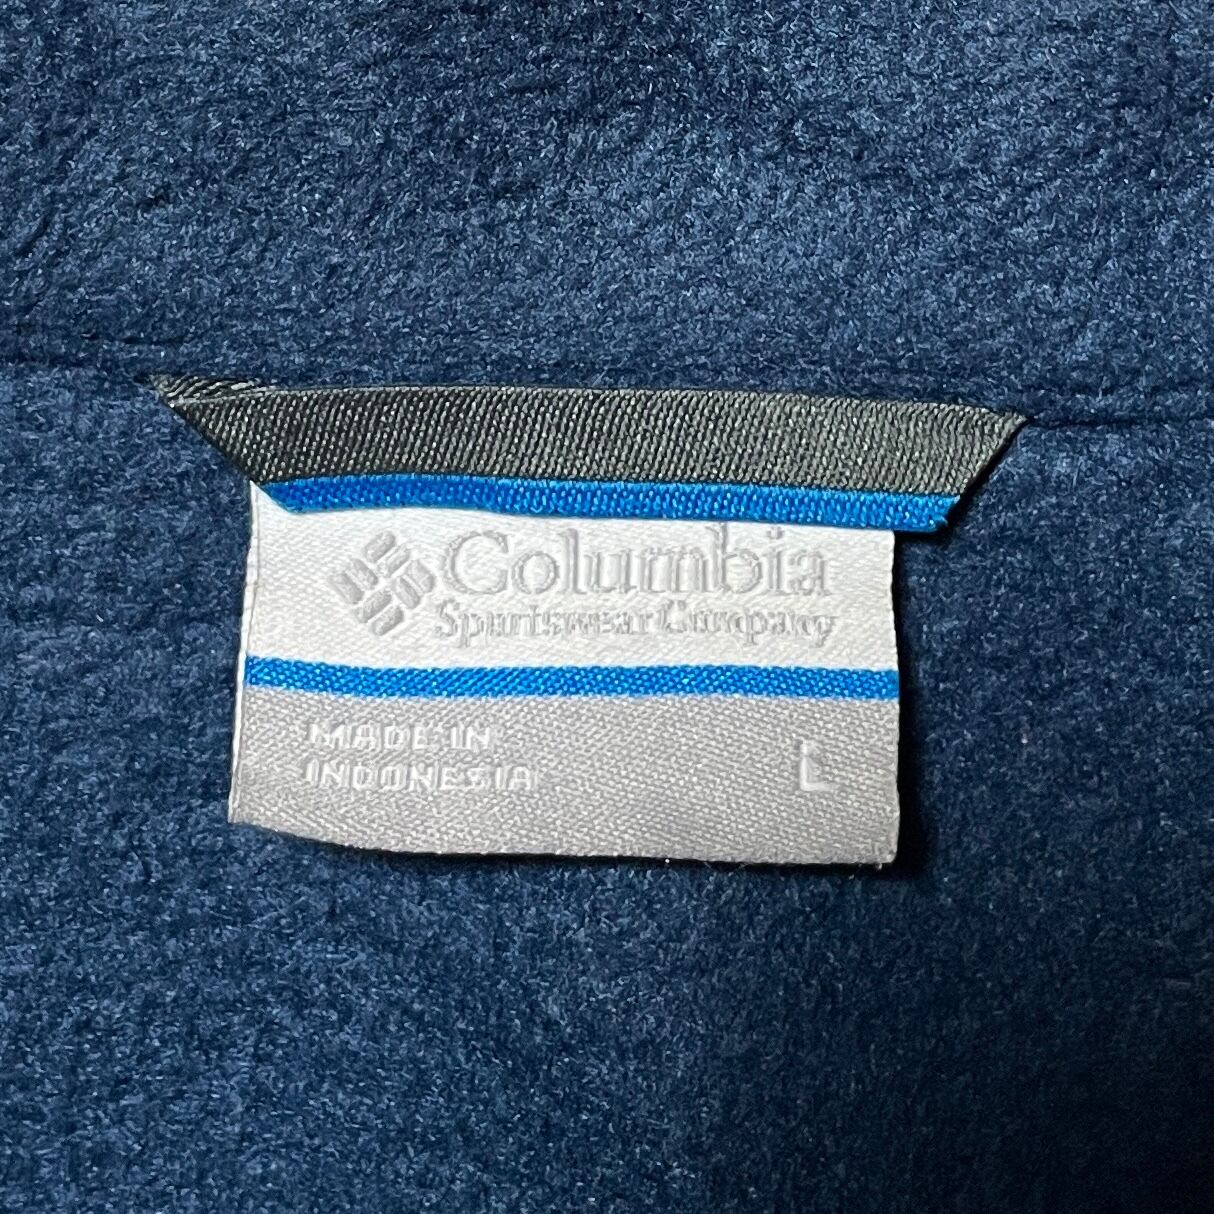 Columbia
Sportswear Company
MADE IN
INDONESIA
L